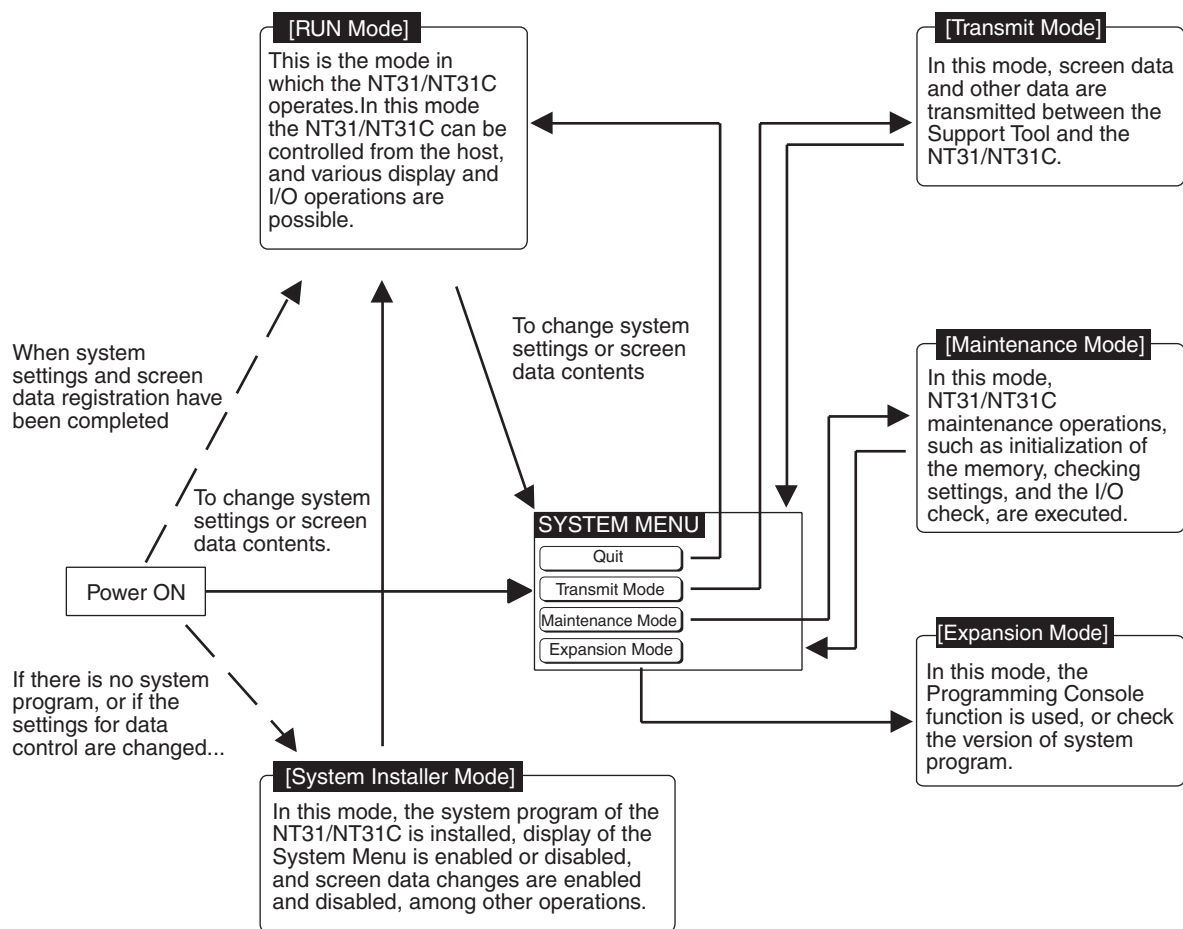 [RUN Mode]
This is the mode in
which the NT31/NT31C
operates.In this mode
the NT31/NT31C can be
controlled from the host,
and various display and
I/O operations are
possible.
[Transmit Mode]
In this mode, screen data
and other data are
transmitted between the
Support Tool and the
NT31/NT31C.
When system
settings and screen
data registration have
been completed
To change system
settings or screen
data contents
[Maintenance Mode]
In this mode,
NT31/NT31C
maintenance operations,
such as initialization of
the memory, checking
settings, and the I/O
check, are executed.
To change system
settings or screen
data contents.
Power ON
SYSTEM MENU
Quit
Transmit Mode
Maintenance Mode
Expansion Mode
[Expansion Mode]
In this mode, the
Programming Console
function is used, or check
the version of system
program.
If there is no system
program, or if the
settings for data
control are changed...
[System Installer Mode]
In this mode, the system program of the
NT31/NT31C is installed, display of the
System Menu is enabled or disabled,
and screen data changes are enabled
and disabled, among other operations.